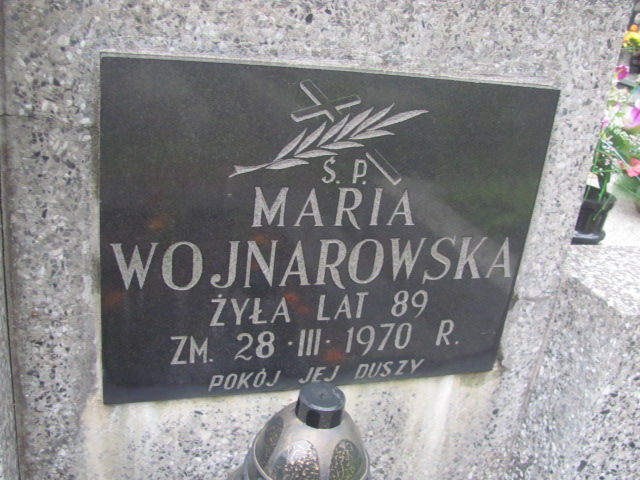 Ś. P.
MARIA
WOJNAROWSKA
ŻYŁA LAT 89
ZM. 28·III·1970 R.
POKÓJ JEJ DUSZY